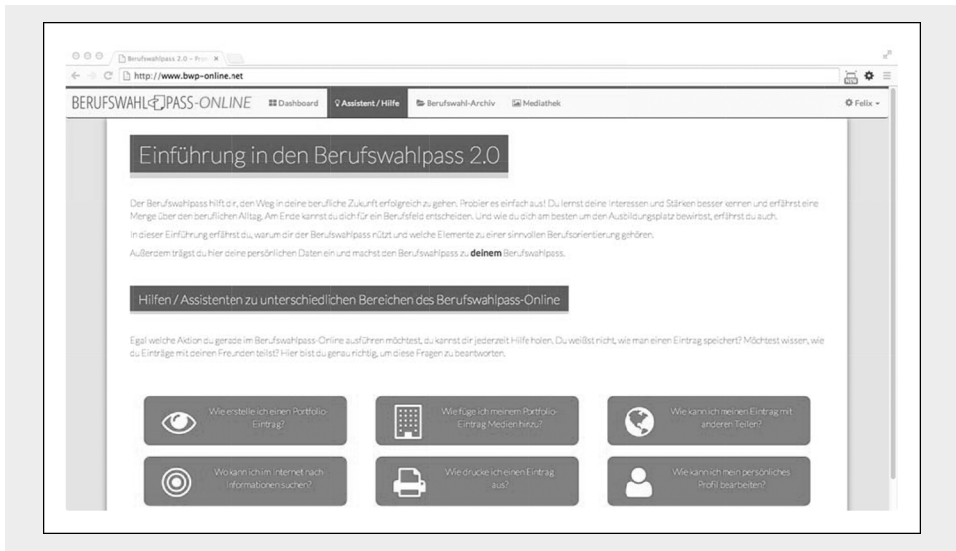 Berufswahlpass 2.0 – Pro
http://www.bwp-online.net
BERUFSWAHL PASS-ONLINE Dashboard Assistent / Hilfe Berufswahl-Archiv Mediathek Felix
Einführung in den Berufswahlpass 2.0
Der Berufswahlpass hilft dir, den Weg in deine berufliche Zukunft erfolgreich zu gehen. Probier es einfach aus! Du lernst deine Interessen und Stärken besser kennen und erfährst eine
Menge über den beruflichen Alltag. Am Ende kannst du dich für ein Berufsfeld entscheiden. Und wie du dich am besten um den Ausbildungsplatz bewirbst, erfährst du auch.
In dieser Einführung erfährst du, warum dir der Berufswahlpass nützt und welche Elemente zu einer sinnvollen Berufsorientierung gehören.
Außerdem trägst du hier deine persönlichen Daten ein und machst den Berufswahlpass zu deinem Berufswahlpass.
Hilfen / Assistenten zu unterschiedlichen Bereichen des Berufswahlpass-Online
Egal welche Aktion du gerade im Berufswahlpass-Online ausführen möchtest, du kannst dir jederzeit Hilfe holen. Du weißst nicht, wie man einen Eintrag speichert? Möchtest wissen, wie
du Einträge mit deinen Freunden teilst? Hier bist du genau richtig, um diese Fragen zu beantworten.
Wie erstelle ich einen Portfolio-
Eintrag?
Wie füge ich meinem Portfolio-
Eintrag Medien hinzu?
Wie kann ich meinen Eintrag mit
anderen Teilen?
Wo kann ich im Internet nach
Informationen suchen?
Wie drucke ich einen Eintrag
aus?
Wie kann ich mein persönliches
Profil bearbeiten?